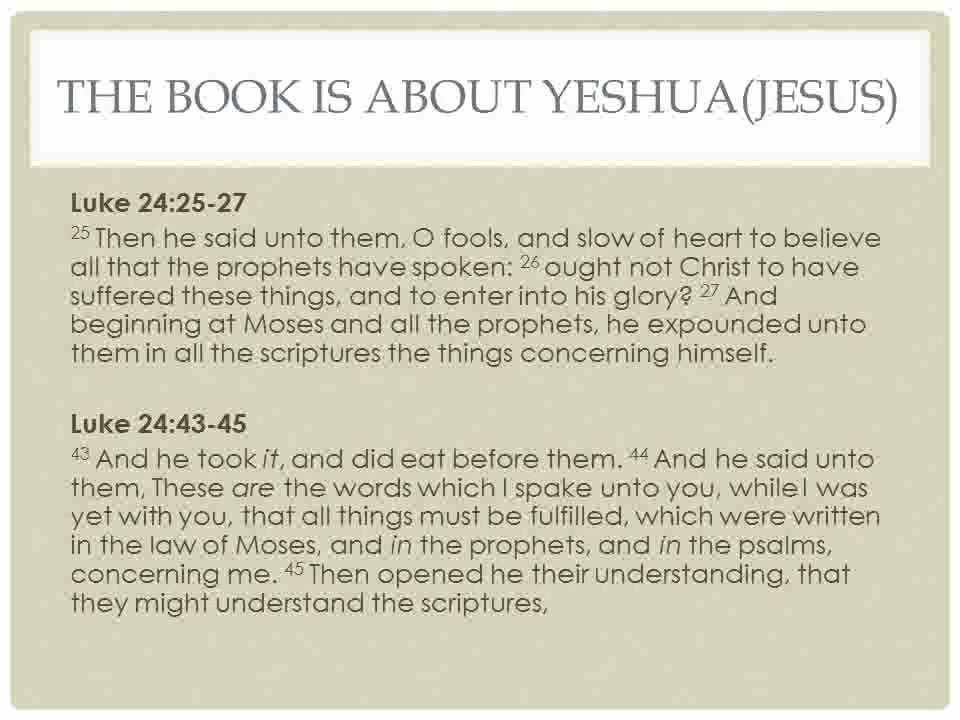 THE BOOK IS ABOUT YESHUA(JESUS)
Luke 24:25-27
25 Then he said unto them, O fools, and slow of heart to believe
all that the prophets have spoken: 26 ought not Christ to have
suffered these things, and to enter into his glory? 27 And
beginning at Moses and all the prophets, he expounded unto
them in all the scriptures the things concerning himself.
Luke 24:43-45
43 And he took it, and did eat before them. 44 And he said unto
them, These are the words which I spake unto you, while I was
yet with you, that all things must be fulfilled, which were written
in the law of Moses, and in the prophets, and in the psalms,
concerning me. 45 Then opened he their understanding, that
they might understand the scriptures,